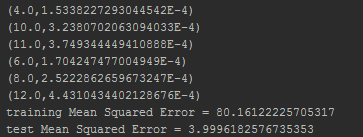 (4.0,1.5338227293044542E-4)
(10.0,3.2380702063094033E-4)
(11.0,3.749344449410888E-4)
(6.0,1.704247477004949E-4)
(8.0,2.5222862659673247E-4)
(12.0,4.4310434402128676E-4)
training Mean Squared Error = 80.16122225705317
test Mean Squared Error = 3.9996182576735353